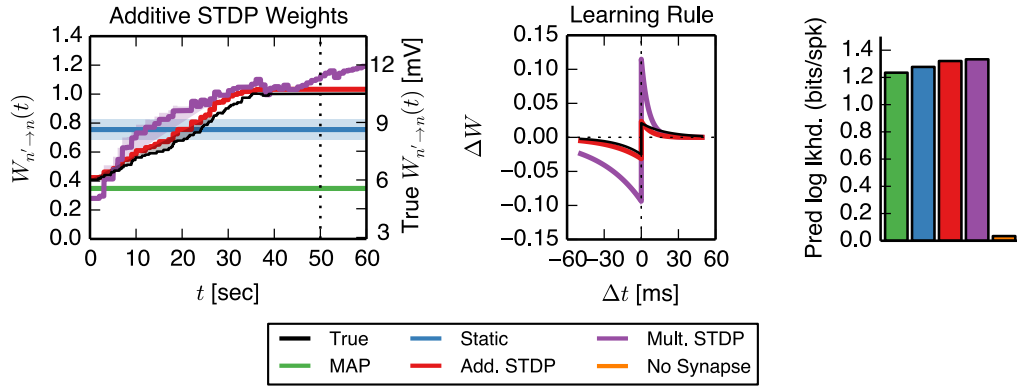 Additive STDP Weights
1.4
1.2
1.0
0.8
0.6
0.4
0.2
0.0
W_{n'→n}(t)
12
9
6
3
True W_{n'→n}(t) [mV]
0 10 20 30 40 50 60
t [sec]
Learning Rule
0.15
0.10
0.05
0.00
−0.05
−0.10
−0.15
ΔW
−60 −30 0 30 60
Δt [ms]
1.4
1.2
1.0
0.8
0.6
0.4
0.2
0.0
Pred log lkhnd. (bits/spk)
True Static Mult. STDP
MAP Add. STDP No Synapse